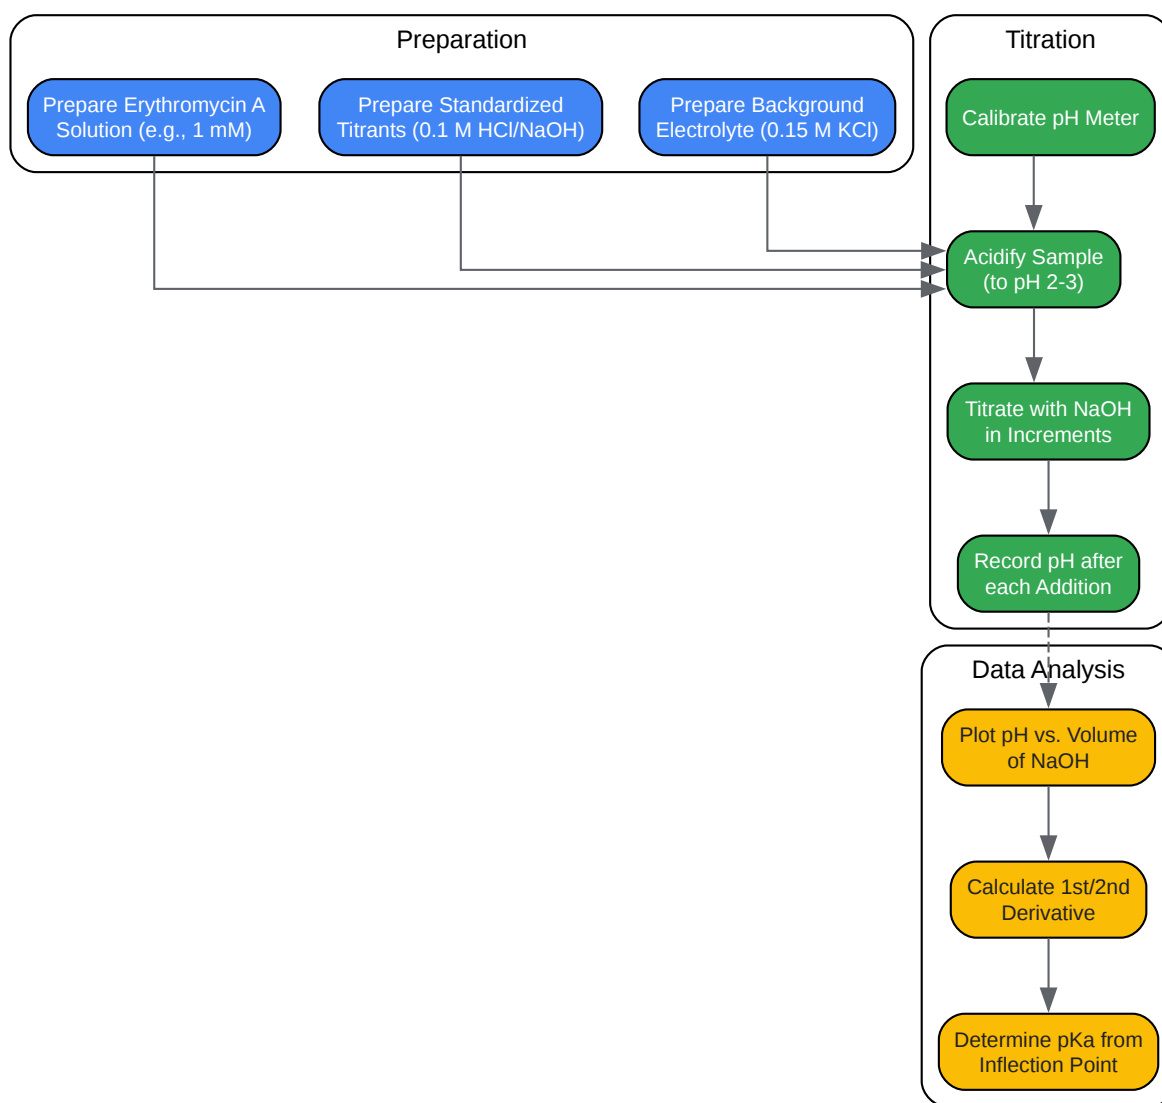 Preparation
Prepare Erythromycin A
Solution (e.g., 1 mM)
Prepare Standardized
Titrants (0.1 M HCl/NaOH)
Prepare Background
Electrolyte (0.15 M KCl)
Titration
Calibrate pH Meter
Acidify Sample
(to pH 2-3)
Titrate with NaOH
in Increments
Record pH after
each Addition
Data Analysis
Plot pH vs. Volume
of NaOH
Calculate 1st/2nd
Derivative
Determine pKa from
Inflection Point